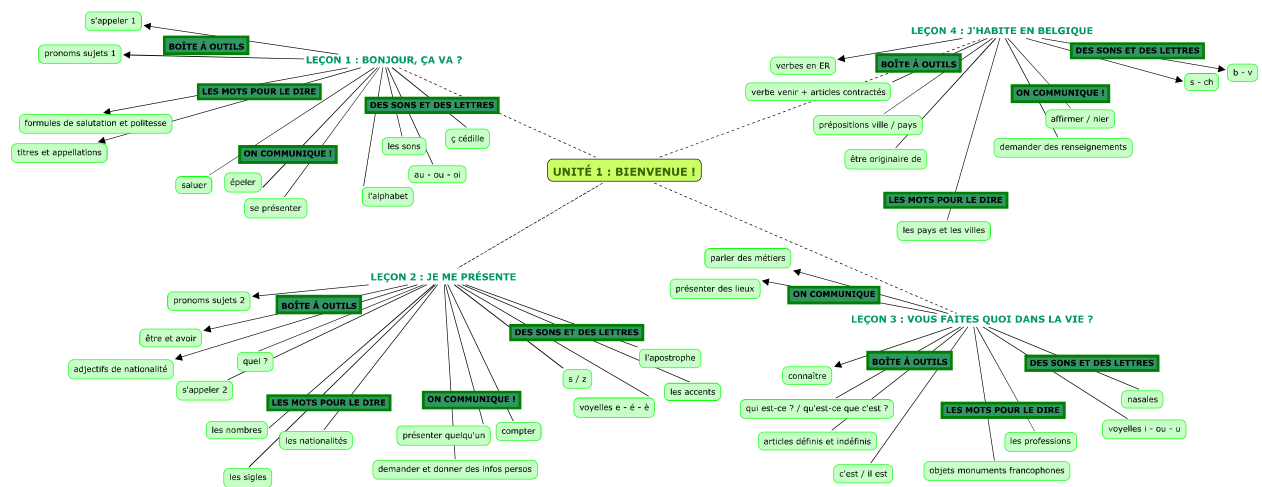 UNITÉ 1 : BIENVENUE !
LEÇON 1 : BONJOUR, ÇA VA ?
BOÎTE À OUTILS
s'appeler 1
pronoms sujets 1
LES MOTS POUR LE DIRE
formules de salutation et politesse
titres et appellations
ON COMMUNIQUE !
saluer
épeler
se présenter
DES SONS ET DES LETTRES
l'alphabet
les sons
au - ou - oi
ç cédille
LEÇON 2 : JE ME PRÉSENTE
BOÎTE À OUTILS
pronoms sujets 2
être et avoir
adjectifs de nationalité
quel ?
s'appeler 2
LES MOTS POUR LE DIRE
les nombres
les nationalités
les sigles
ON COMMUNIQUE !
présenter quelqu'un
compter
demander et donner des infos persos
DES SONS ET DES LETTRES
s / z
voyelles e - é - è
l'apostrophe
les accents
LEÇON 3 : VOUS FAITES QUOI DANS LA VIE ?
ON COMMUNIQUE
parler des métiers
présenter des lieux
BOÎTE À OUTILS
connaître
qui est-ce ? / qu'est-ce que c'est ?
articles définis et indéfinis
c'est / il est
LES MOTS POUR LE DIRE
les professions
objets monuments francophones
DES SONS ET DES LETTRES
nasales
voyelles i - ou - u
LEÇON 4 : J'HABITE EN BELGIQUE
BOÎTE À OUTILS
verbes en ER
verbe venir + articles contractés
prépositions ville / pays
être originaire de
LES MOTS POUR LE DIRE
les pays et les villes
ON COMMUNIQUE !
affirmer / nier
demander des renseignements
DES SONS ET DES LETTRES
s - ch
b - v